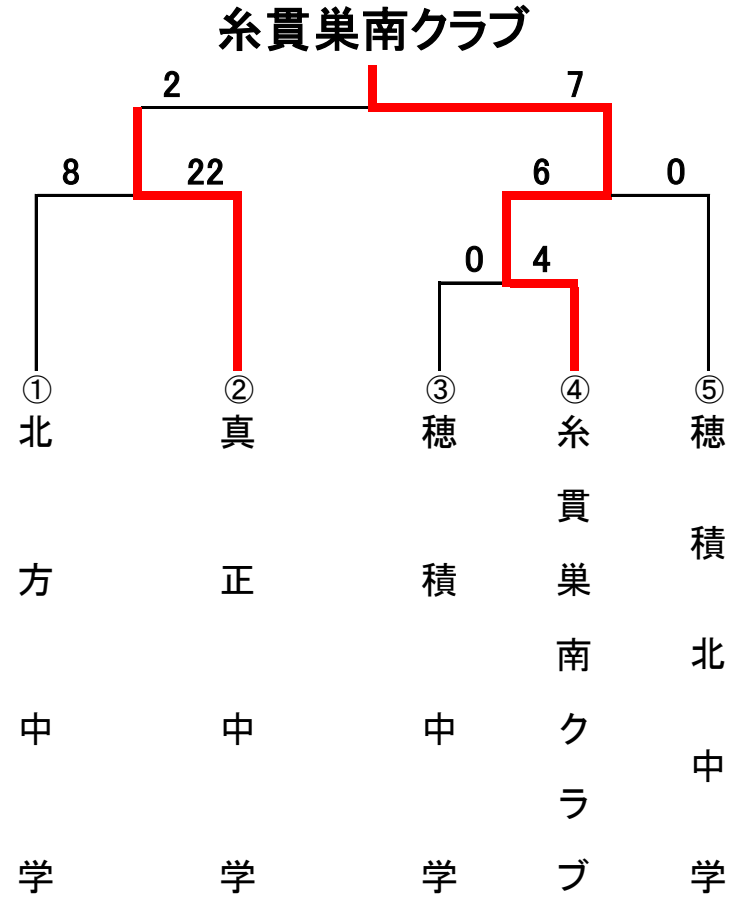 糸貫巣南クラブ
2 7
8 22 6 0
0 4
① ② ③ ④ ⑤
北方中学
真正中学
穂積中学
糸貫巣南クラブ
穂積北中学